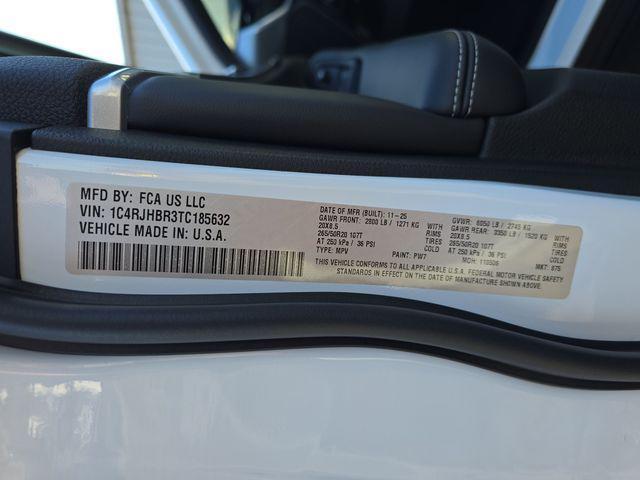 MFD BY: FCA US LLC
VIN: 1C4RJHBR3TC185632
VEHICLE MADE IN: U.S.A.
DATE OF MFR (BUILT): 11-25 GVWR: 6050 LB / 2745 KG
GAWR FRONT: 2800 LB / 1271 KG WITH GAWR REAR: 3350 LB / 1520 KG WITH
20X8.5 RIMS 20X8.5 RIMS
265/50R20 107T TIRES 265/50R20 107T TIRES
AT 250 kPa / 36 PSI COLD AT 250 kPa / 36 PSI COLD
TYPE: MPV PAINT: PW7 MCH: 110506 MKT: 875
THIS VEHICLE CONFORMS TO ALL APPLICABLE U.S.A. FEDERAL MOTOR VEHICLE SAFETY
STANDARDS IN EFFECT ON THE DATE OF MANUFACTURE SHOWN ABOVE.